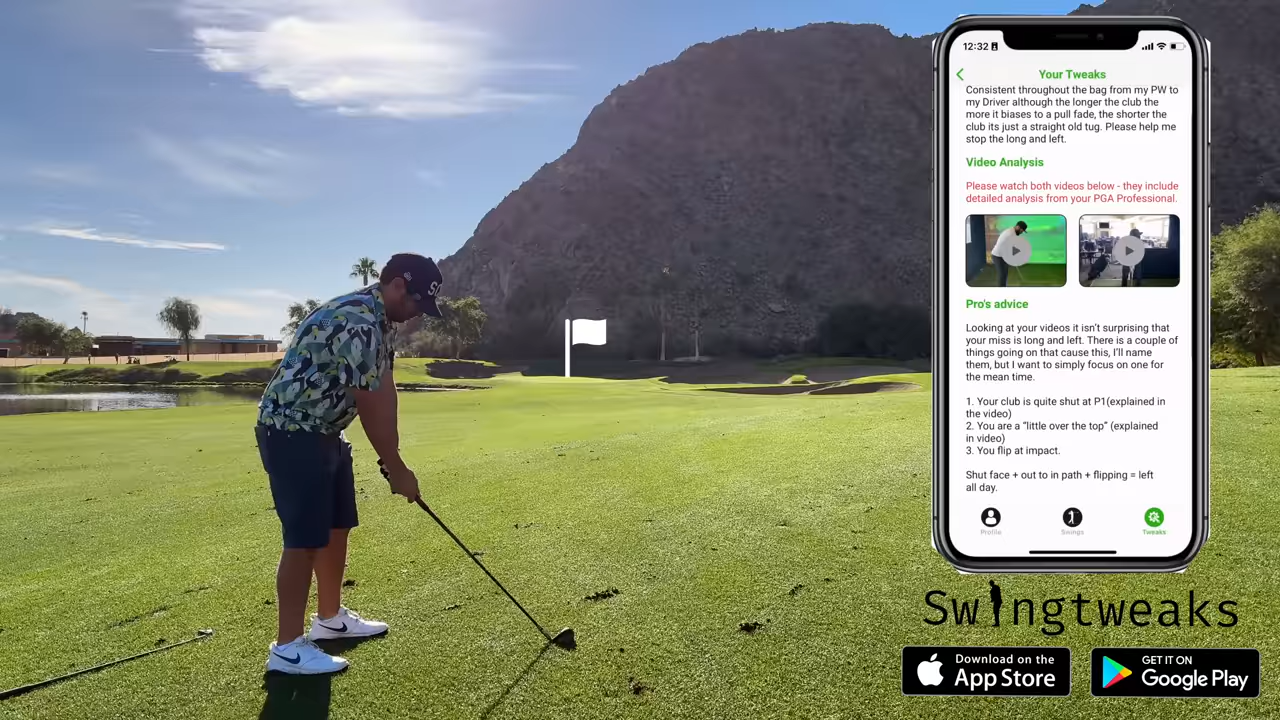 12:32
Your Tweaks
Consistent throughout the bag from my PW to
my Driver although the longer the club the
more it biases to a pull fade, the shorter the
club its just a straight old tug. Please help me
stop the long and left.
Video Analysis
Please watch both videos below - they include
detailed analysis from your PGA Professional.
Pro's advice
Looking at your videos it isn't surprising that
your miss is long and left. There is a couple of
things going on that cause this, I'll name
them, but I want to simply focus on one for
the mean time.
1. Your club is quite shut at P1(explained in
the video)
2. You are a “little over the top” (explained
in video)
3. You flip at impact.
Shut face + out to in path + flipping = left
all day.
Profile
Swings
Tweaks
Swingtweaks
Download on the
App Store
GET IT ON
Google Play